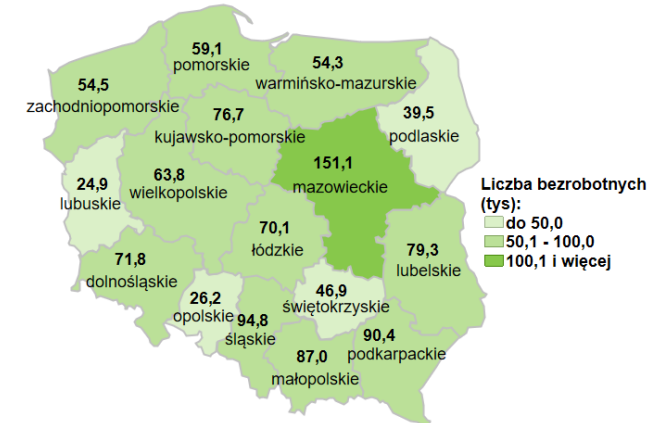 59,1
pomorskie
54,3
warmińsko-mazurskie
54,5
zachodniopomorskie
76,7
kujawsko-pomorskie
39,5
podlaskie
151,1
mazowieckie
63,8
wielkopolskie
24,9
lubuskie
Liczba bezrobotnych
(tys):
do 50,0
50,1 - 100,0
100,1 i więcej
70,1
łódzkie
79,3
lubelskie
71,8
dolnośląskie
26,2
opolskie
46,9
świętokrzyskie
94,8
śląskie
90,4
podkarpackie
87,0
małopolskie